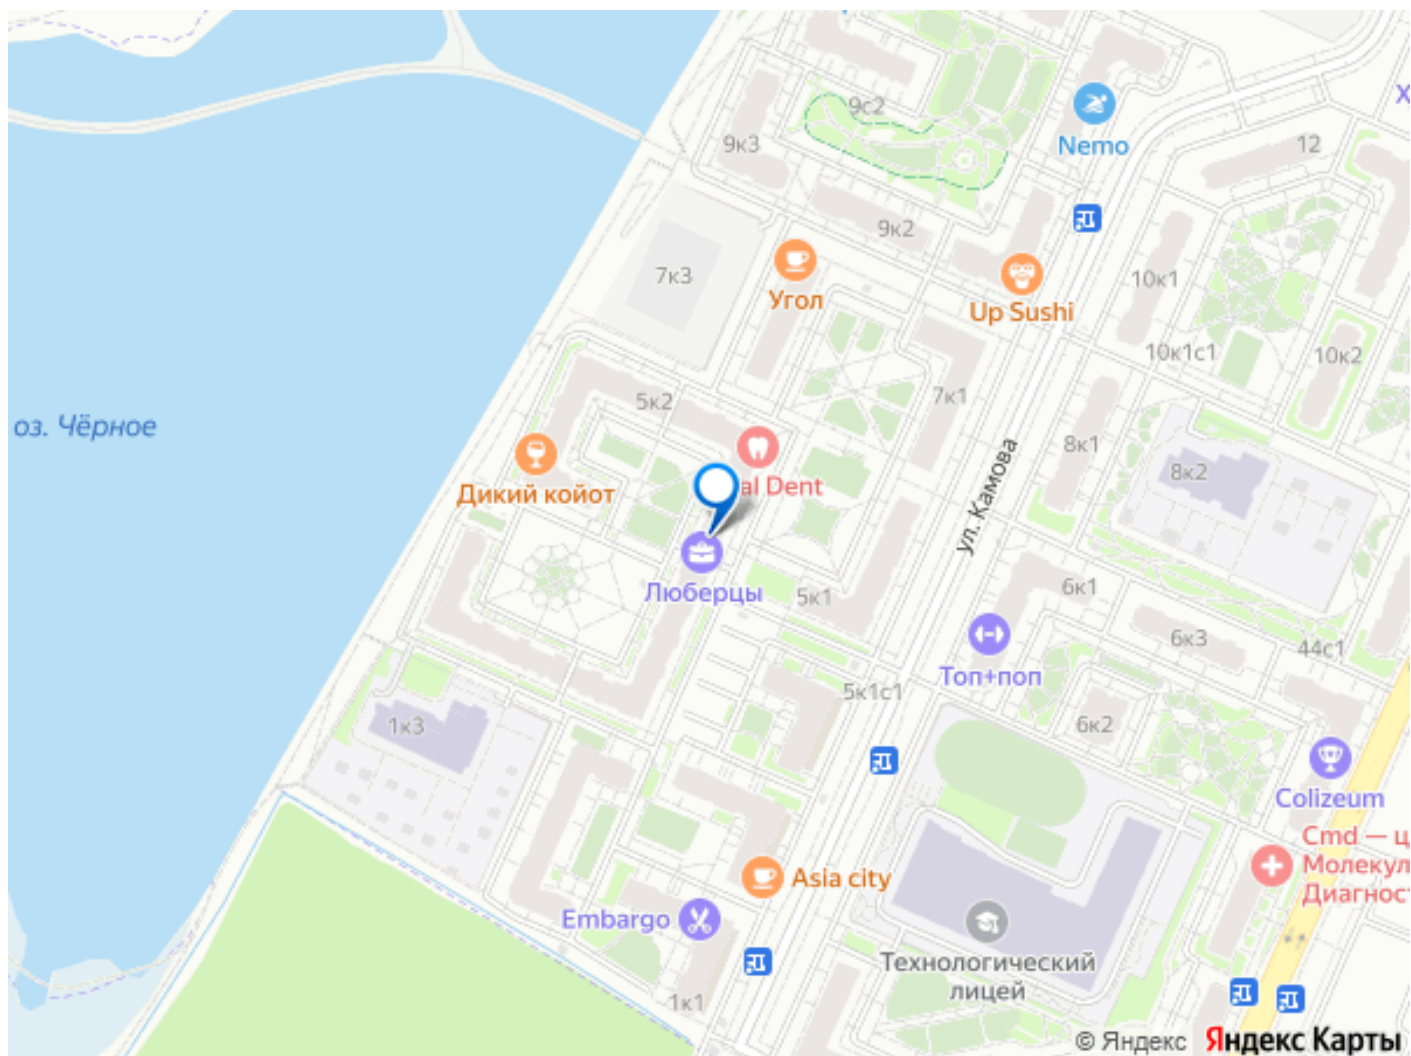 9с2
X
9к3
Nemo
12
9к2
7к3
Угол
Up Sushi
10к1
10к1с1
10к2
5к2
7к1
оз. Чёрное
8к1
8к2
Дикий койот
al Dent
ул. Камова
Люберцы
5к1
6к1
6к3
44с1
Топ+поп
5к1с1
1к3
6к2
Colizeum
Cmd — ц
Молекул
Диагнос
Asia city
Embargo
Технологический
лицей
1к1
© Яндекс Яндекс Карты